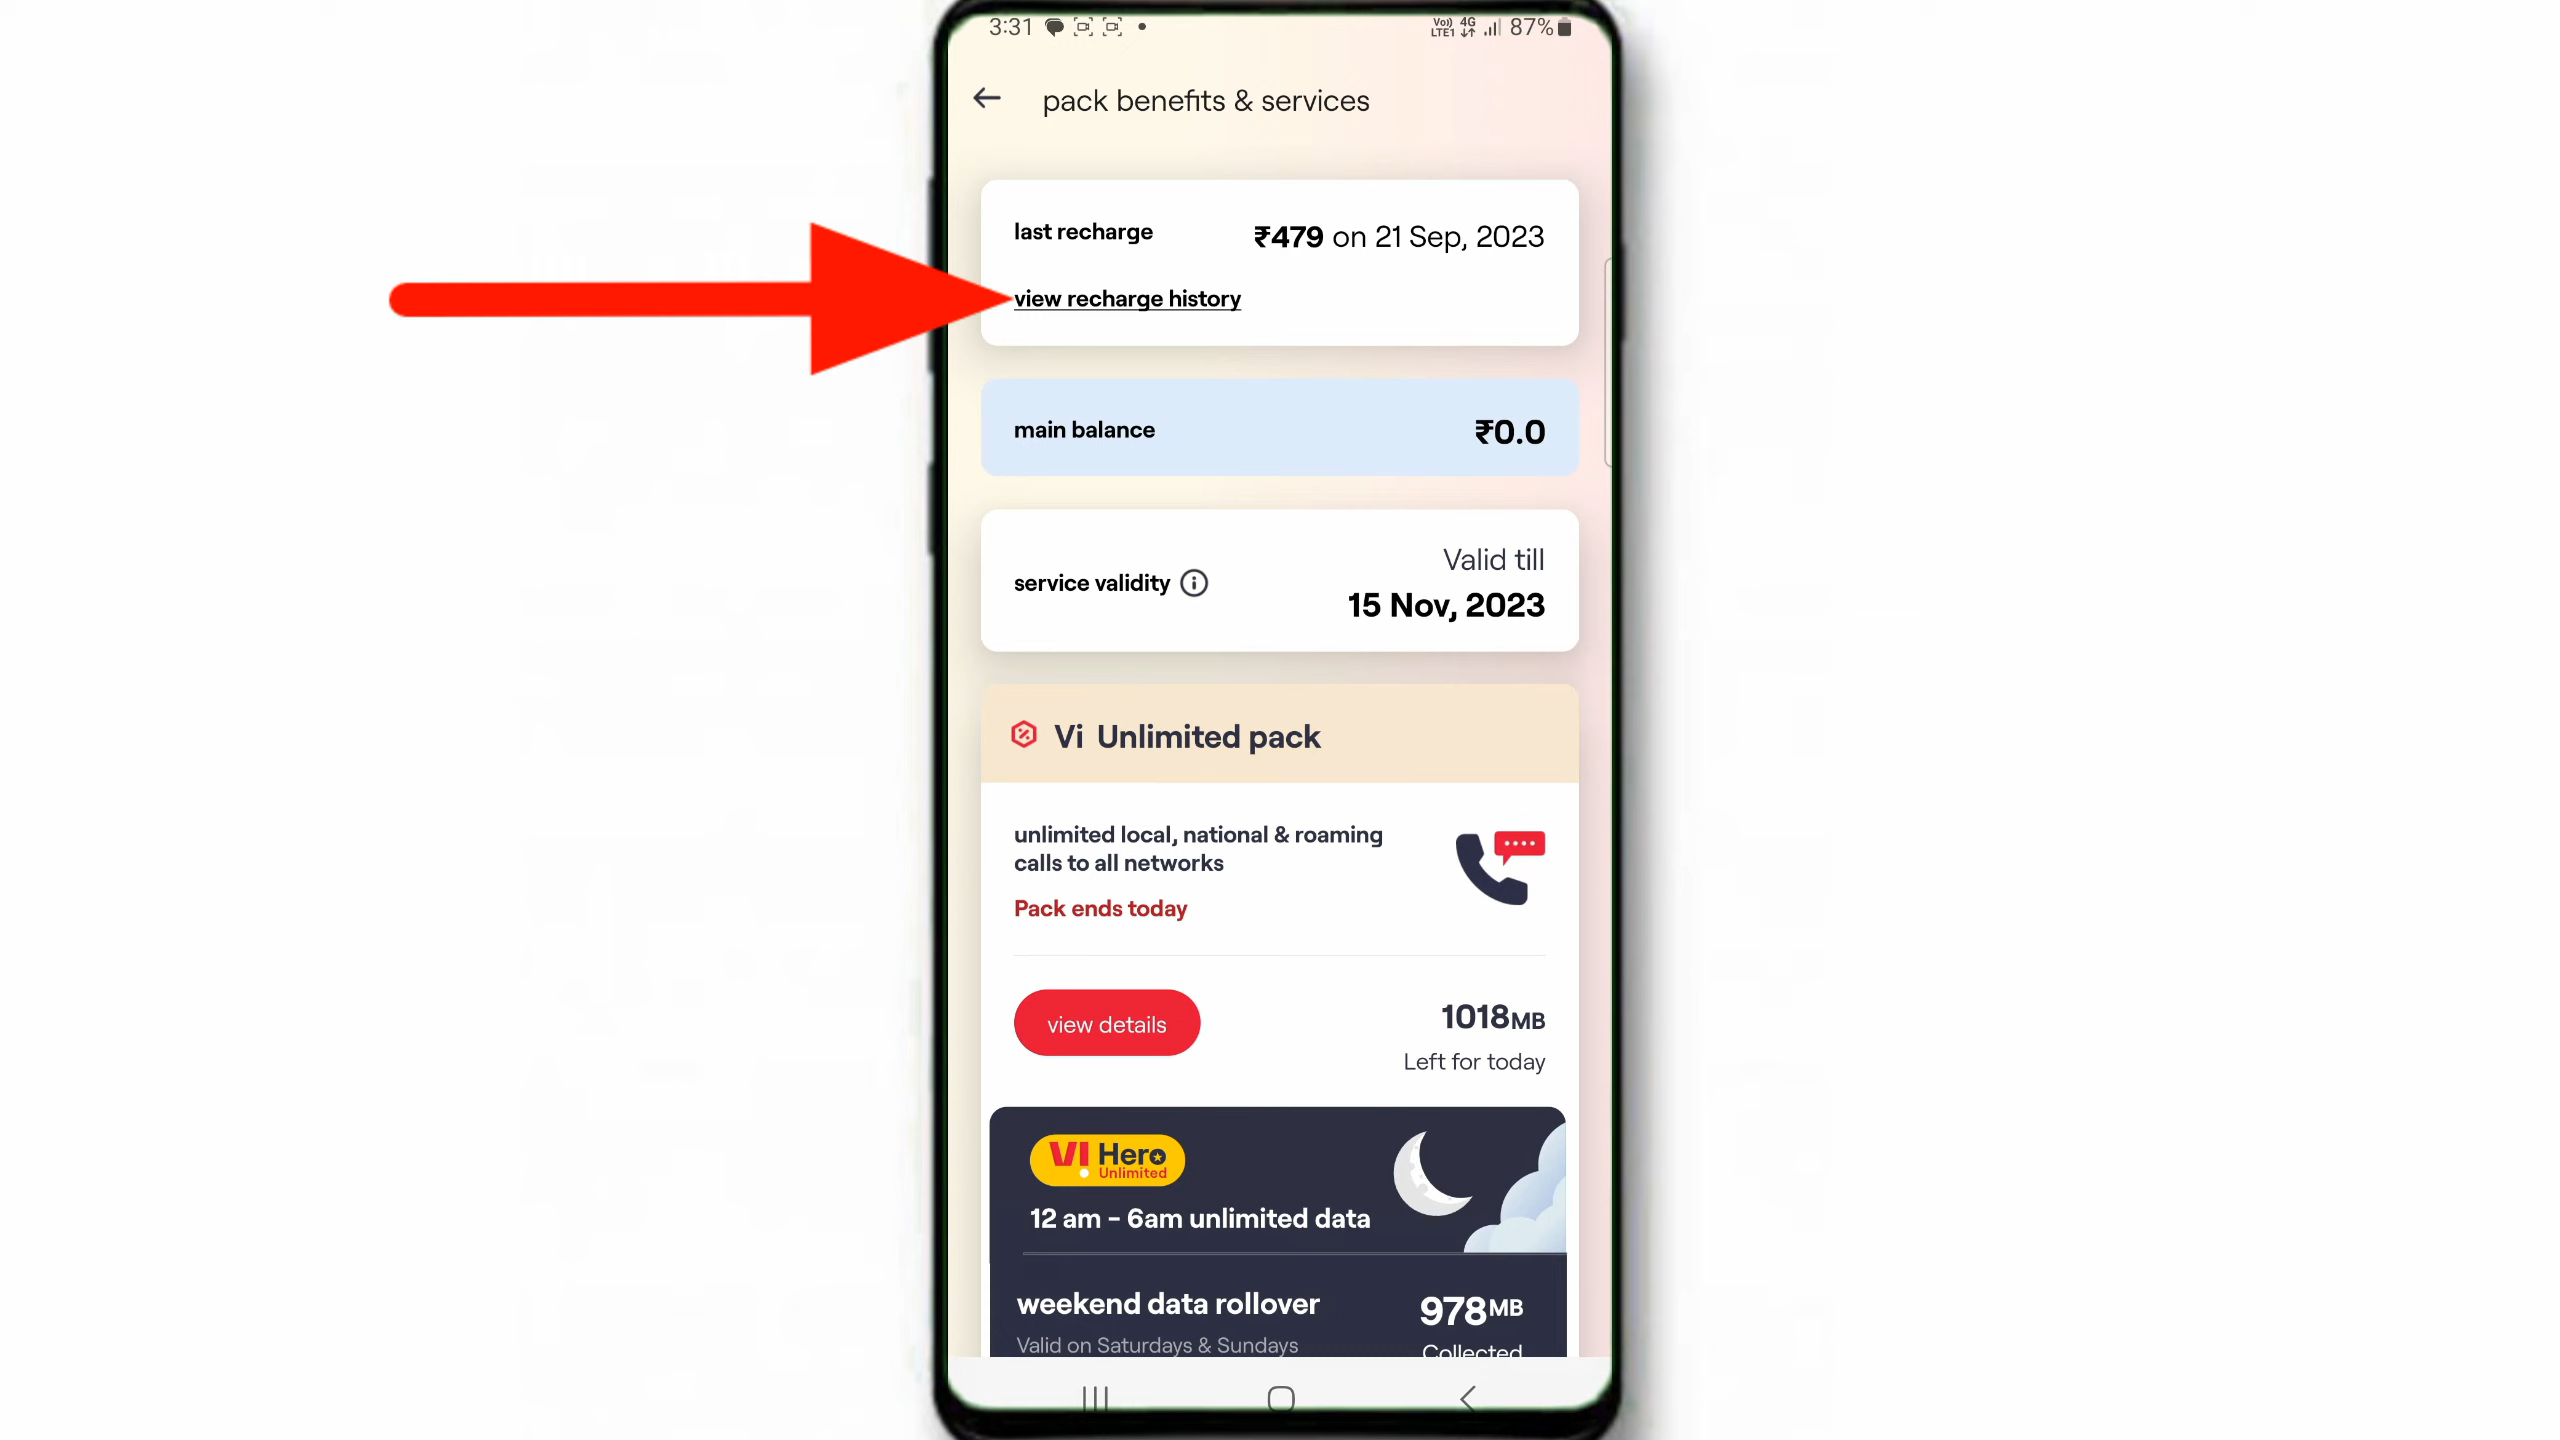 3:31
Vo) 4G 87%
LTE1
pack benefits & services
last recharge ₹479 on 21 Sep, 2023
view recharge history
main balance ₹0.0
service validity Valid till
15 Nov, 2023
Vi Unlimited pack
unlimited local, national & roaming
calls to all networks
Pack ends today
view details 1018MB
Left for today
VI Hero
Unlimited
12 am - 6am unlimited data
weekend data rollover 978MB
Valid on Saturdays & Sundays Collected